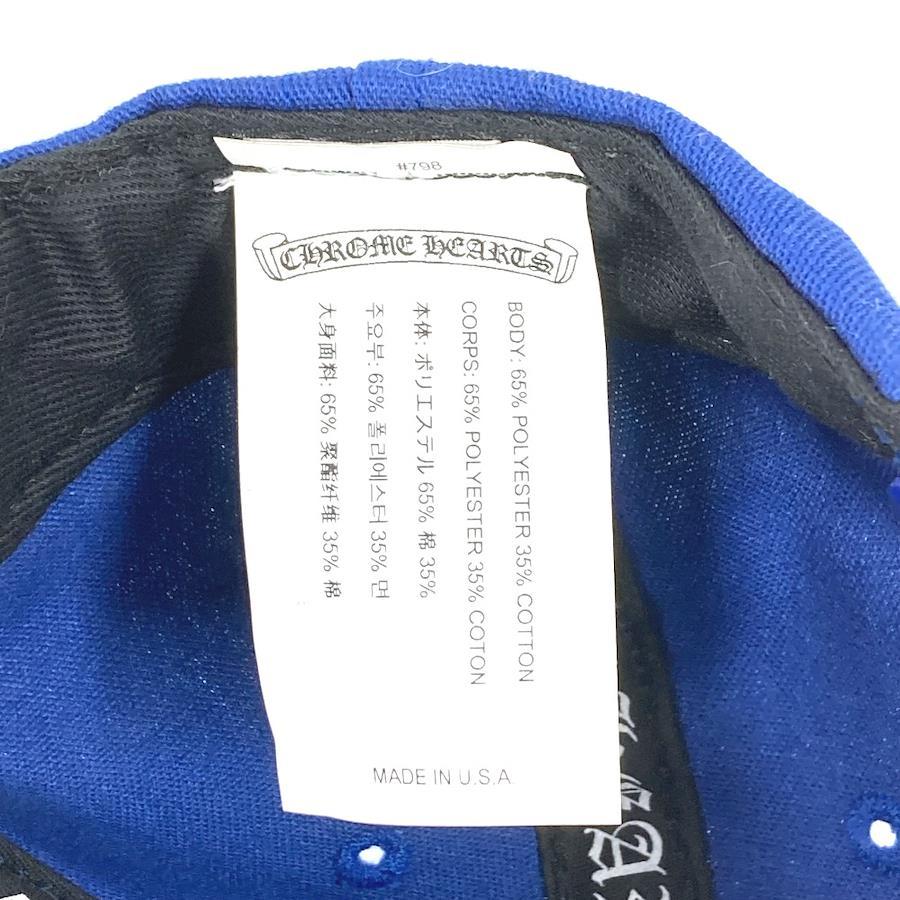 #798
CHROME HEARTS
BODY: 65% POLYESTER 35% COTTON
CORPS: 65% POLYESTER 35% COTON
本体: ポリエステル 65% 棉 35%
주요부: 65% 폴리에스터 35% 면
大身面料: 65% 聚酯纤维 35% 棉
MADE IN U.S.A.